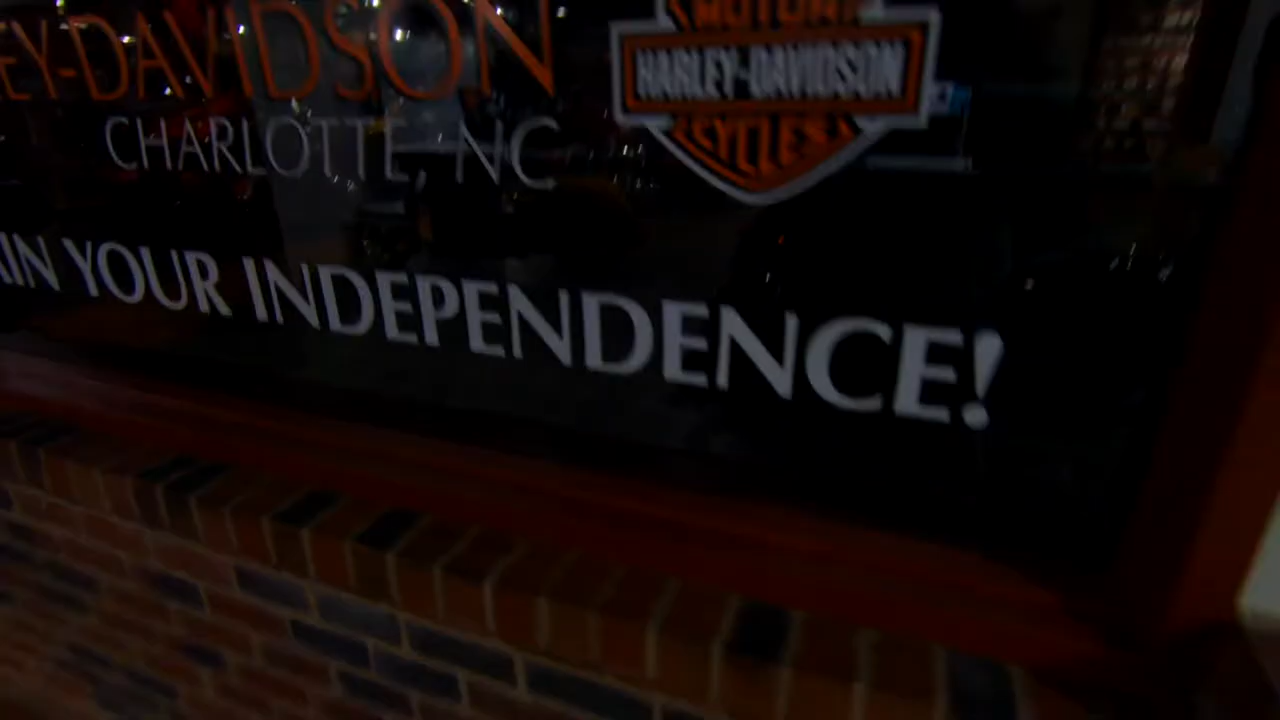 EY-DAVIDSON
CHARLOTTE, NC
MOTOR
HARLEY-DAVIDSON
CYCLES
IN YOUR INDEPENDENCE!